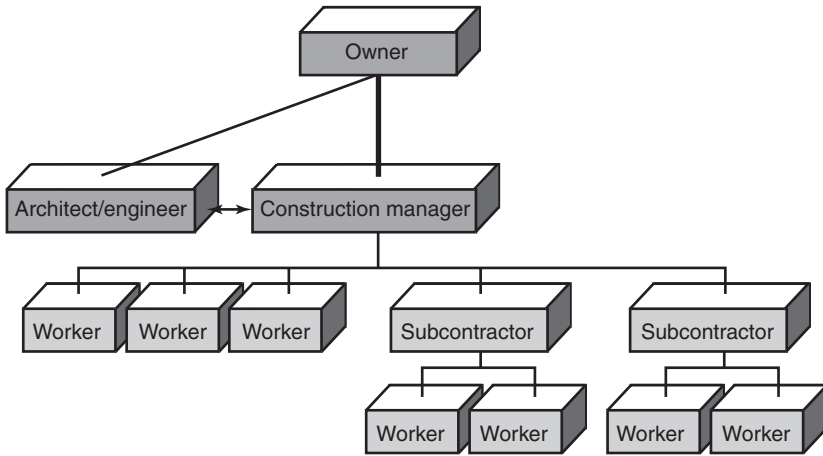 Owner
Architect/engineer
Construction manager
Worker
Worker
Worker
Subcontractor
Subcontractor
Worker
Worker
Worker
Worker